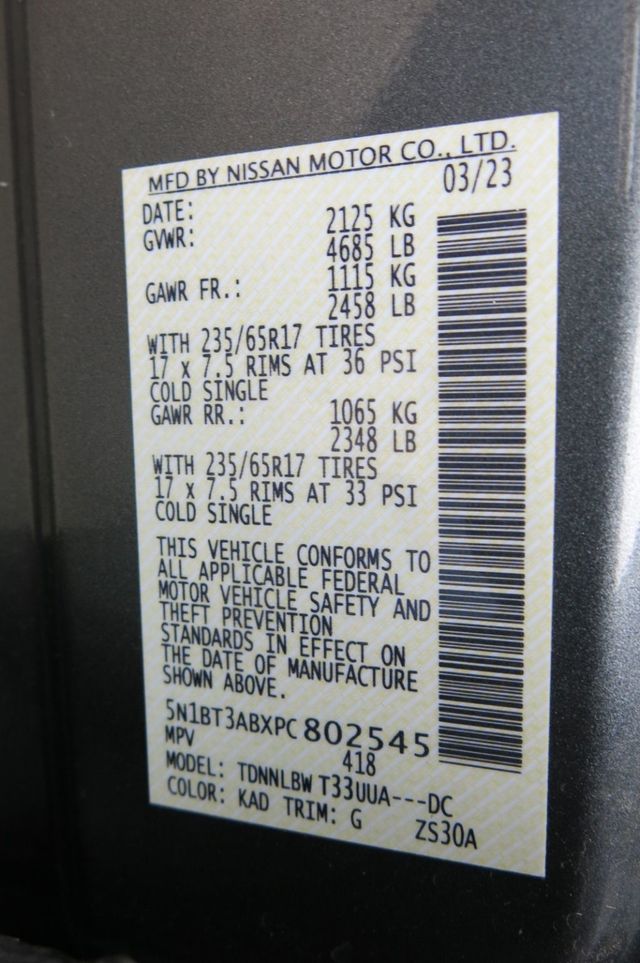 MFD BY NISSAN MOTOR CO., LTD.
DATE: 03/23
GVWR: 2125 KG
4685 LB
GAWR FR.: 1115 KG
2458 LB
WITH 235/65R17 TIRES
17 x 7.5 RIMS AT 36 PSI
COLD SINGLE
GAWR RR.: 1065 KG
2348 LB
WITH 235/65R17 TIRES
17 x 7.5 RIMS AT 33 PSI
COLD SINGLE
THIS VEHICLE CONFORMS TO
ALL APPLICABLE FEDERAL
MOTOR VEHICLE SAFETY AND
THEFT PREVENTION
STANDARDS IN EFFECT ON
THE DATE OF MANUFACTURE
SHOWN ABOVE.
5N1BT3ABXPC 802545
MPV 418
MODEL: TDNNLBW T33UUA---DC
COLOR: KAD TRIM: G ZS30A